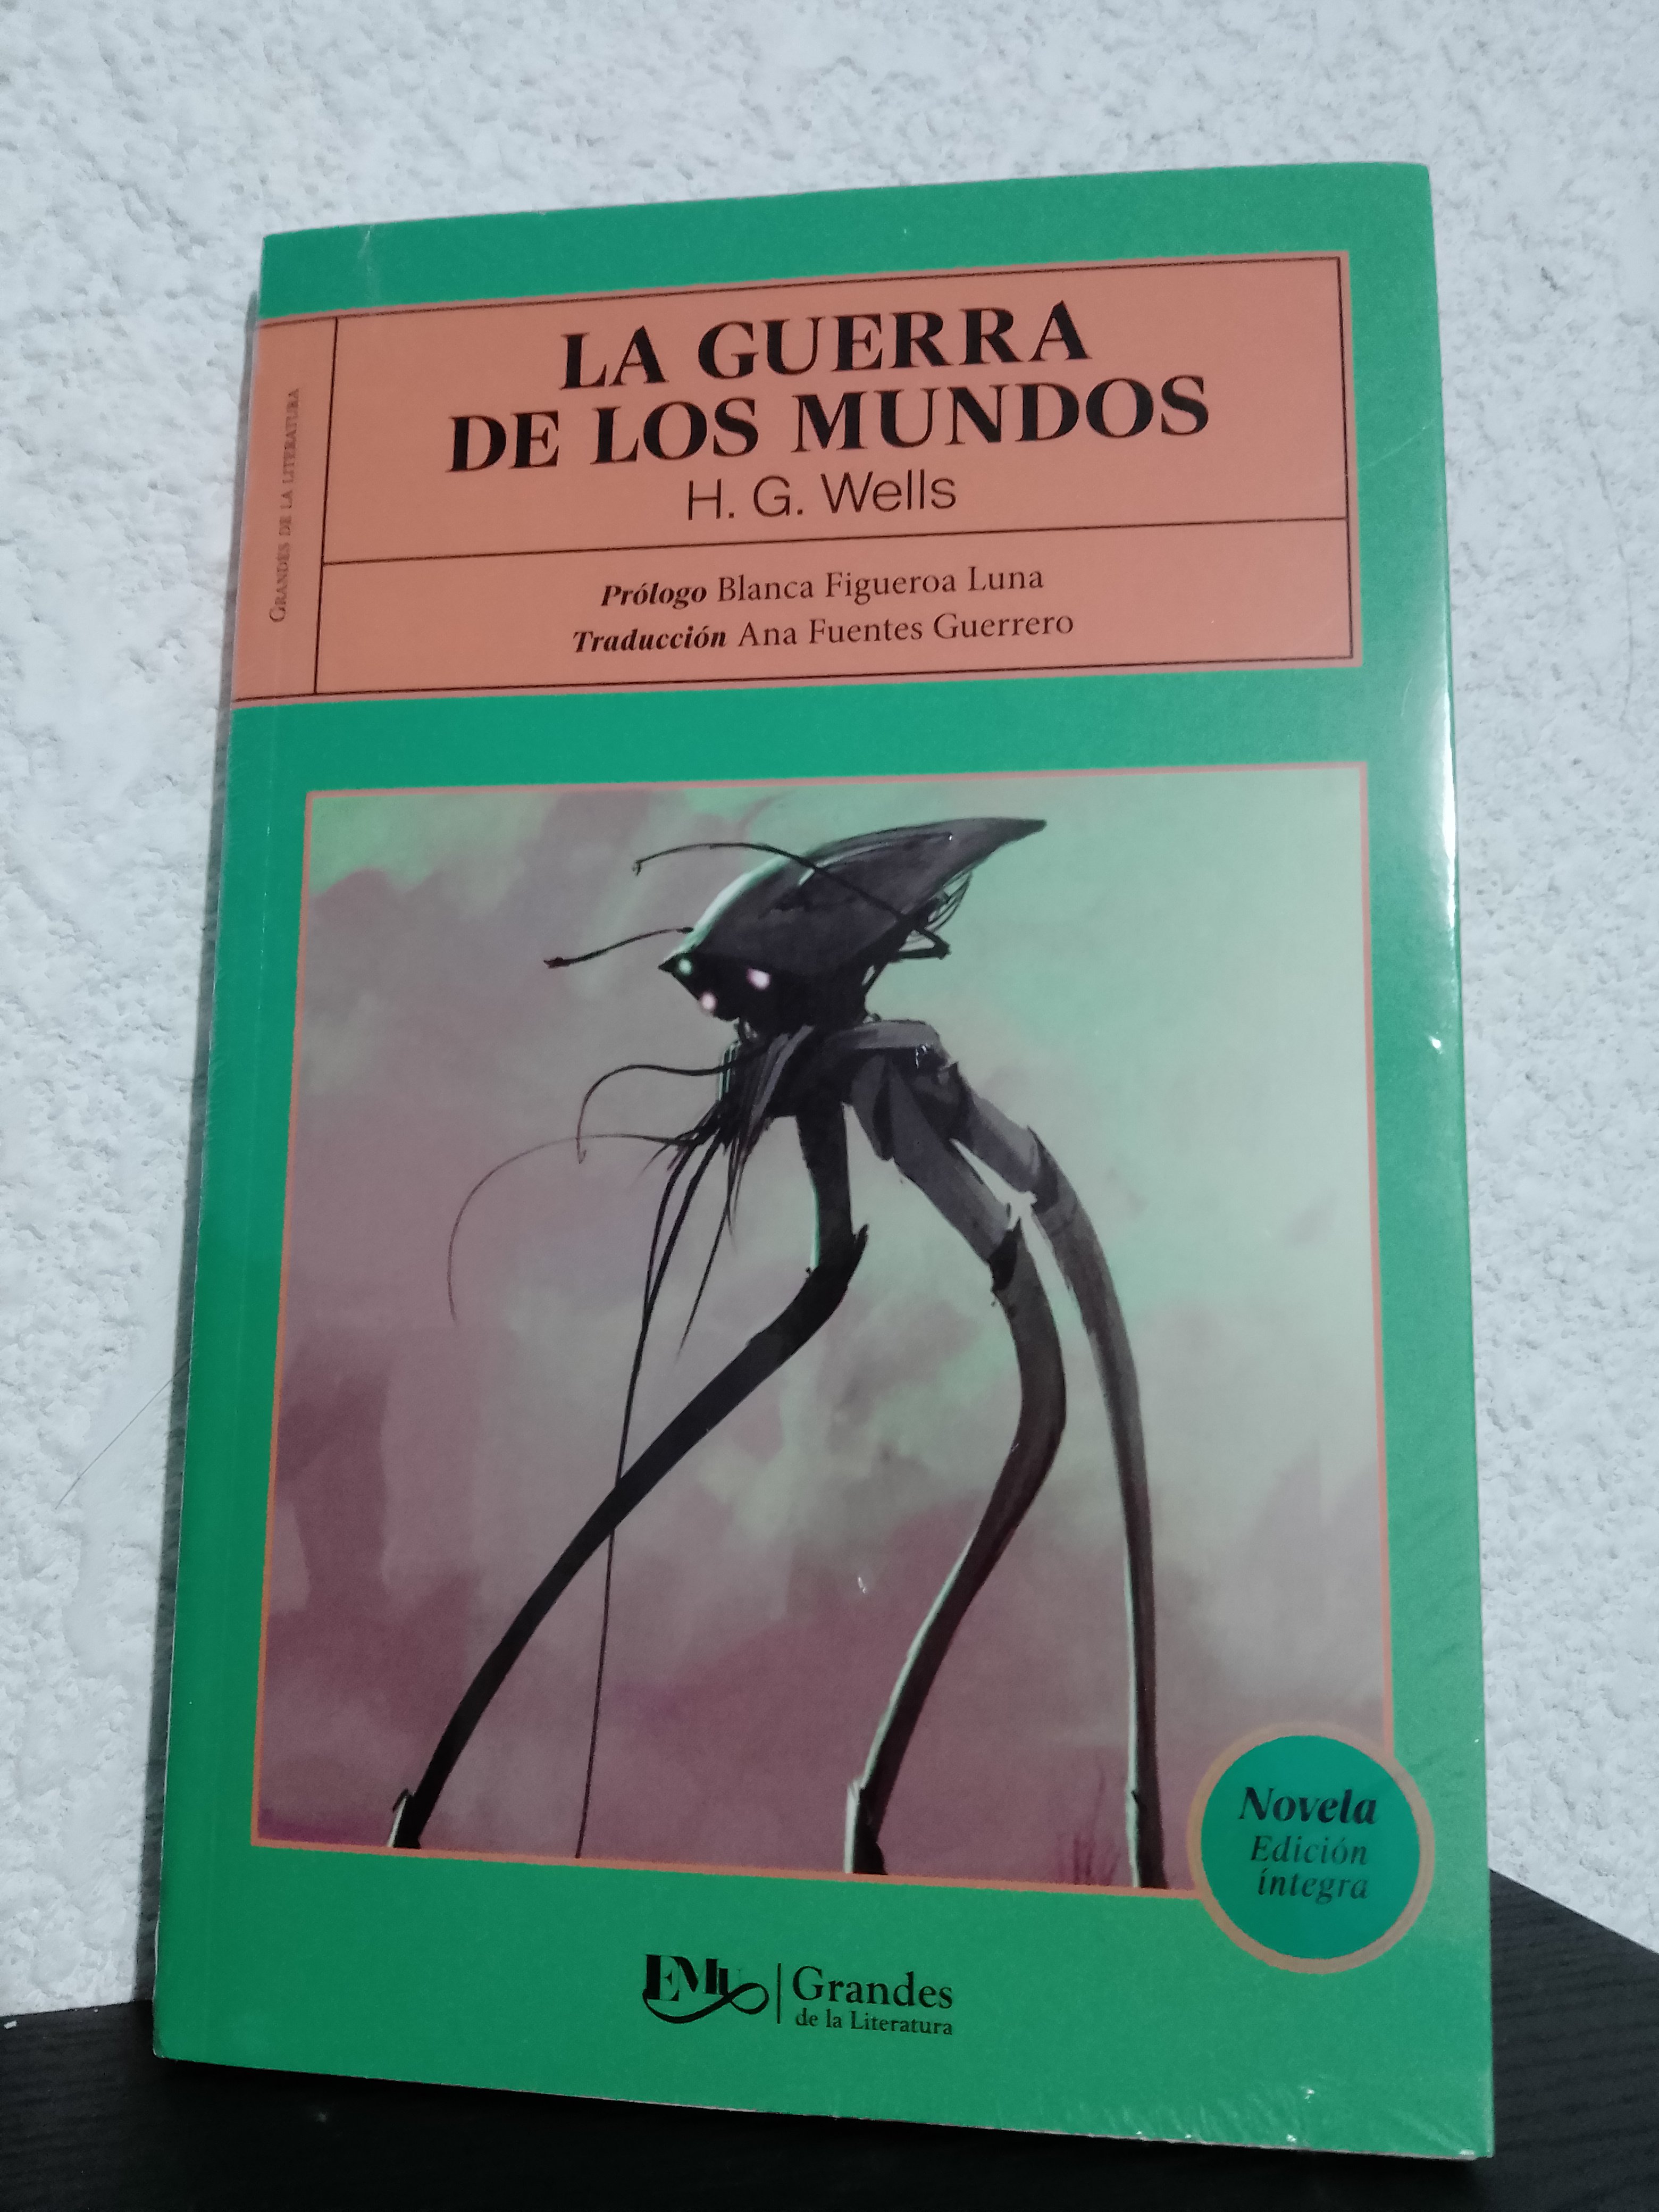 GRANDES DE LA LITERATURA
LA GUERRA
DE LOS MUNDOS
H. G. Wells
Prólogo Blanca Figueroa Luna
Traducción Ana Fuentes Guerrero
Novela
Edición
íntegra
EMU
Grandes
de la Literatura